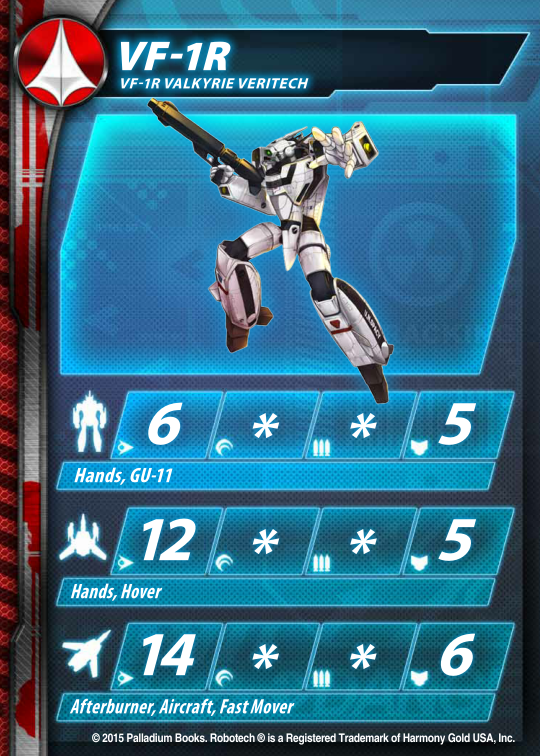 VF-1R
VF-1R VALKYRIE VERITECH
6 * * 5
Hands, GU-11
12 * * 5
Hands, Hover
14 * * 6
Afterburner, Aircraft, Fast Mover
© 2015 Palladium Books. Robotech ® is a Registered Trademark of Harmony Gold USA, Inc.